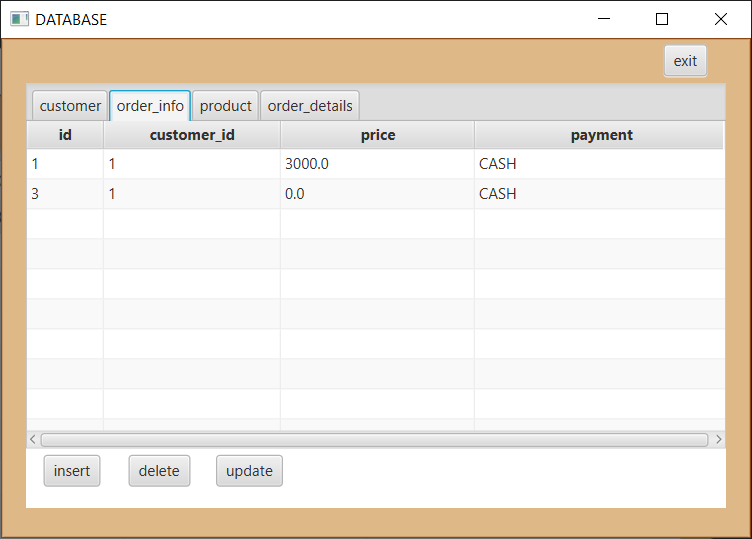 DATABASE
exit
customer order_info product order_details
id customer_id price payment
1 1 3000.0 CASH
3 1 0.0 CASH
insert delete update